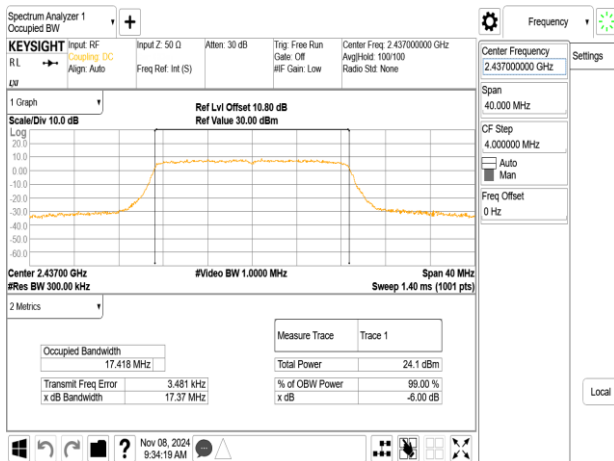 Spectrum Analyzer 1
Occupied BW
KEYSIGHT
RL
Input: RF
Coupling: DC
Align: Auto
Input Z: 50 Ω
Freq Ref: Int (S)
Atten: 30 dB
Trig: Free Run
Gate: Off
#IF Gain: Low
Center Freq: 2.437000000 GHz
Avg|Hold: 100/100
Radio Std: None
LXI
1 Graph
Scale/Div 10.0 dB
Ref Lvl Offset 10.80 dB
Ref Value 30.00 dBm
Log
20.0
10.0
0.00
-10.0
-20.0
-30.0
-40.0
-50.0
-60.0
Center 2.43700 GHz
#Res BW 300.00 kHz
#Video BW 1.0000 MHz
Span 40 MHz
Sweep 1.40 ms (1001 pts)
2 Metrics
Occupied Bandwidth
17.418 MHz
Transmit Freq Error 3.481 kHz
x dB Bandwidth 17.37 MHz
Measure Trace Trace 1
Total Power 24.1 dBm
% of OBW Power 99.00 %
x dB -6.00 dB
Nov 08, 2024
9:34:19 AM
Frequency
Center Frequency
2.437000000 GHz
Span
40.000 MHz
CF Step
4.000000 MHz
Auto
Man
Freq Offset
0 Hz
Settings
Local